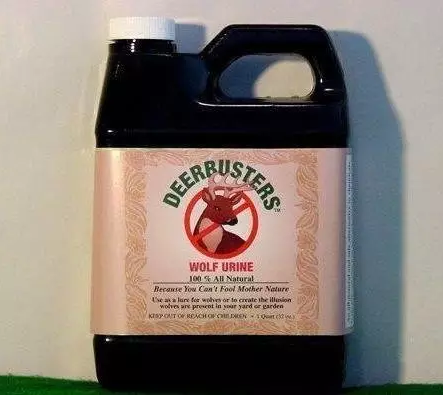 DEERBUSTERS™
WOLF URINE
100 % All Natural
Because You Can't Fool Mother Nature
Use as a lure for wolves or to create the illusion
wolves are present in your yard or garden
KEEP OUT OF REACH OF CHILDREN • 1 Quart (32 oz.)